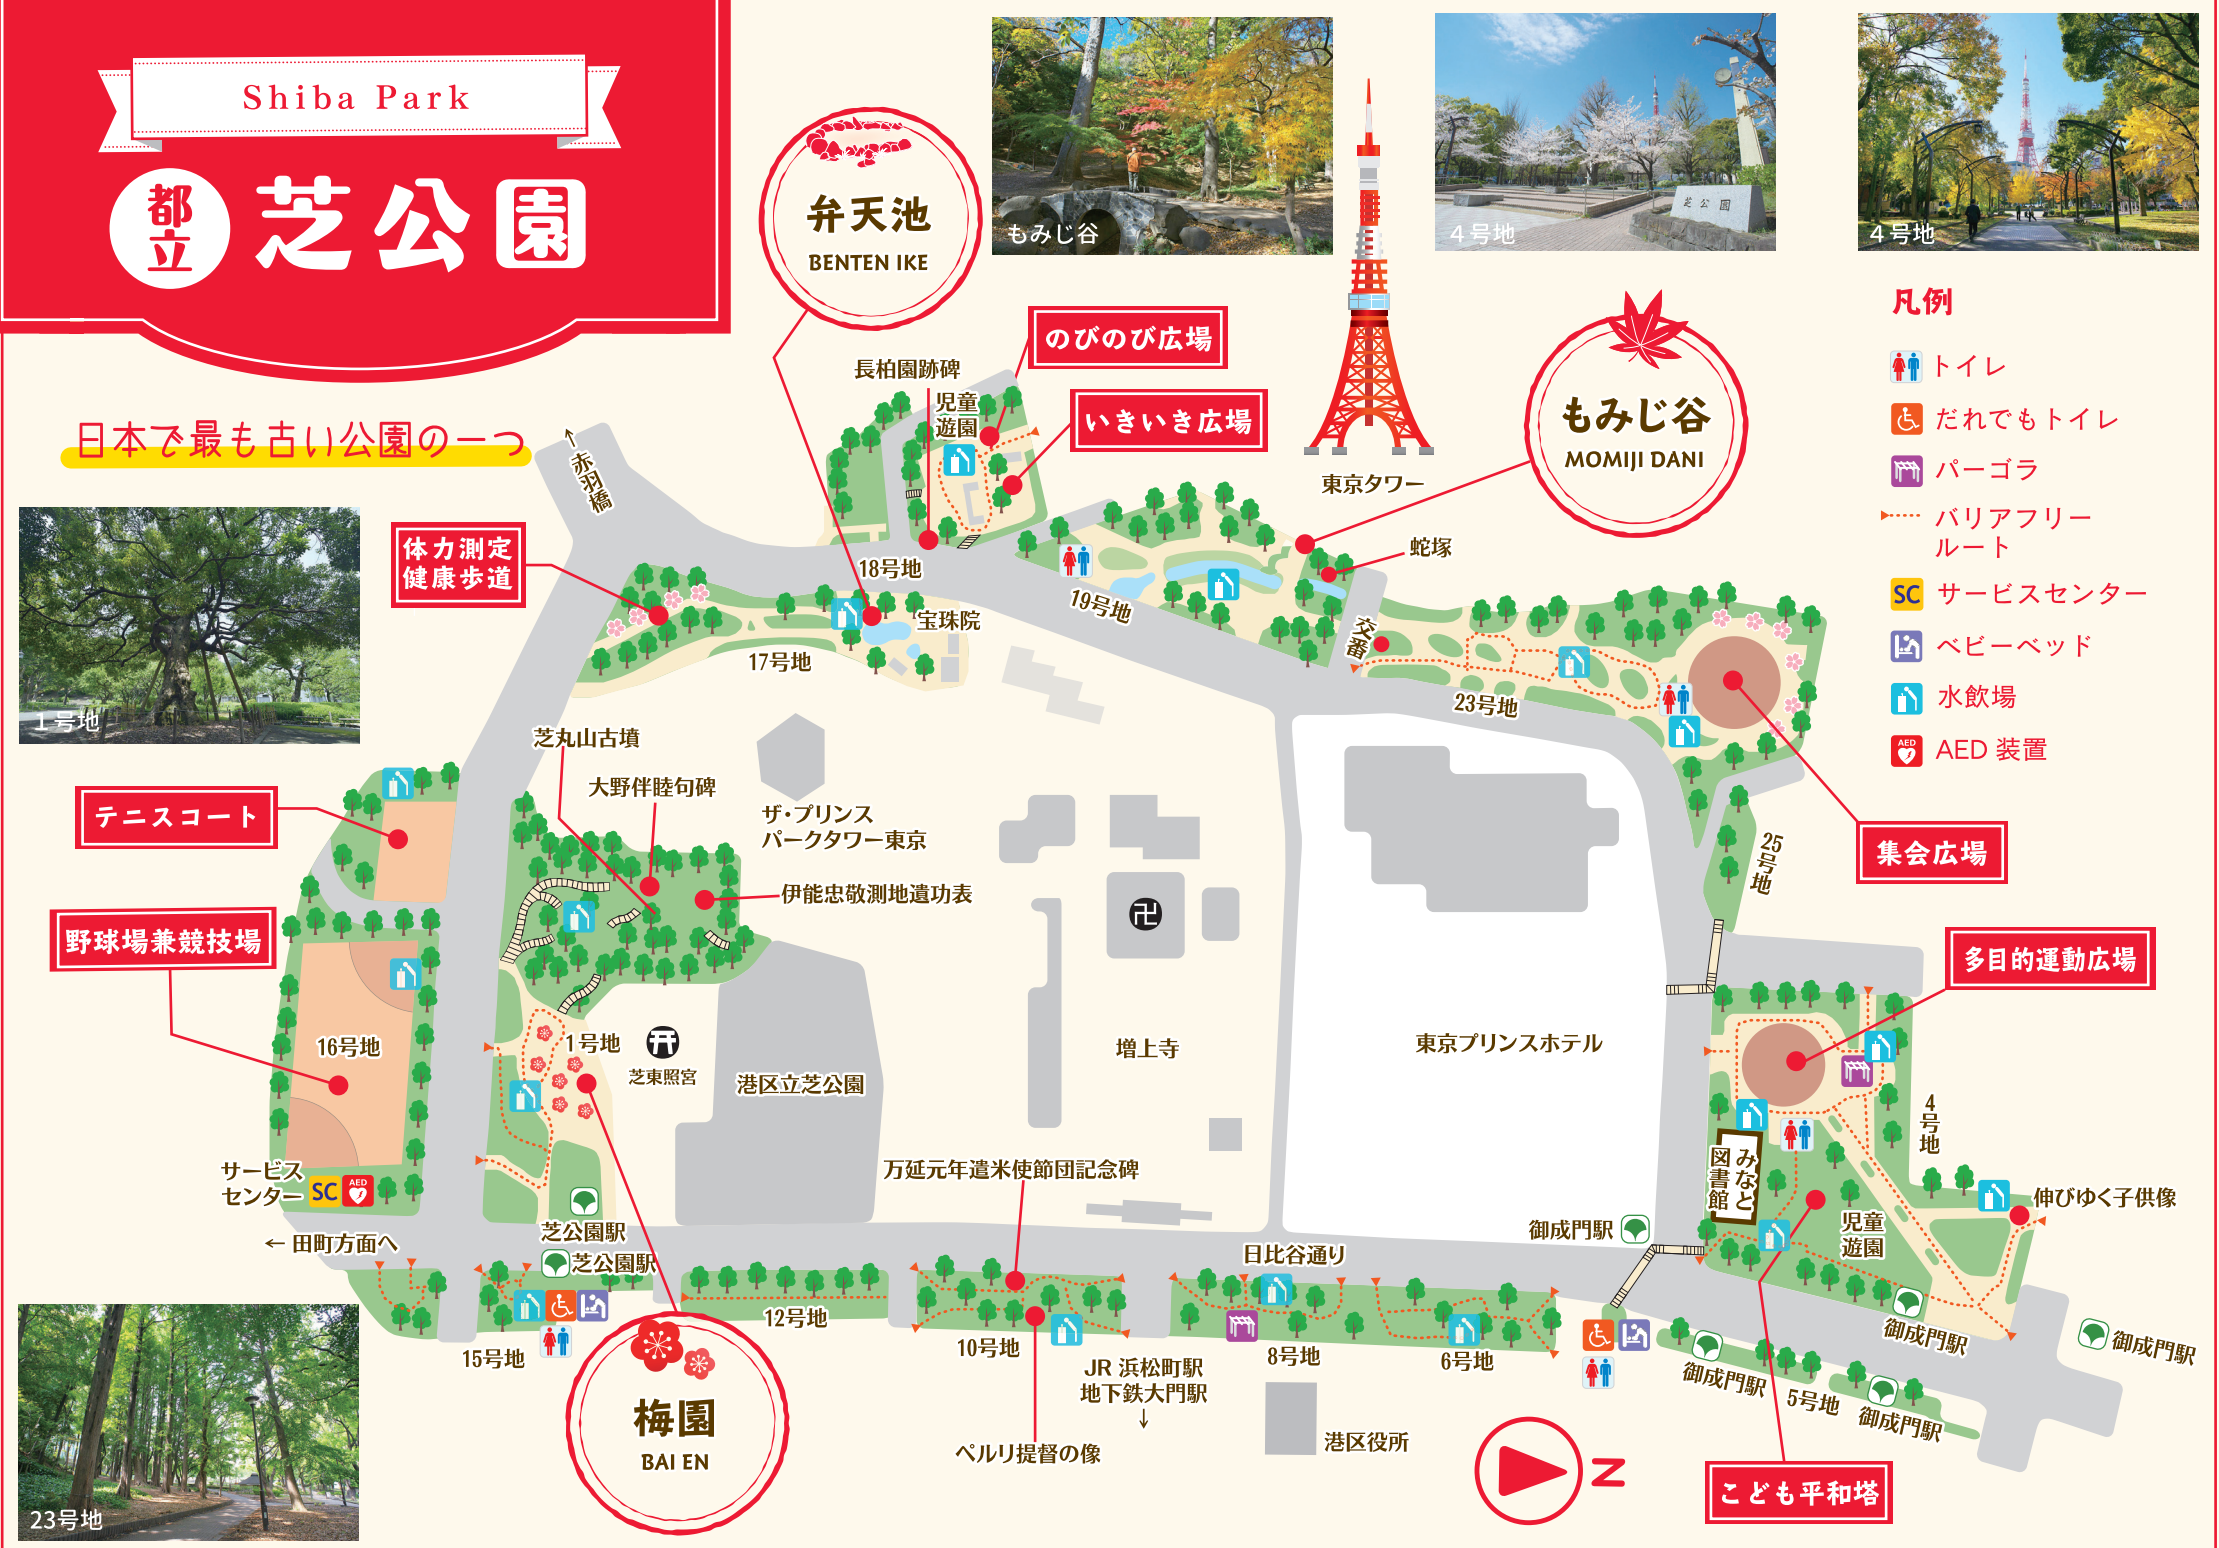 Shiba Park
都立 芝公園
日本で最も古い公園の一つ
弁天池
BENTEN IKE
もみじ谷
4号地
4号地
凡例
トイレ
だれでもトイレ
パーゴラ
バリアフリー
ルート
SC サービスセンター
ベビーベッド
水飲場
AED AED 装置
のびのび広場
いきいき広場
長柏園跡碑
児童
遊園
もみじ谷
MOMIJI DANI
東京タワー
←赤羽橋
体力測定
健康歩道
18号地
宝珠院
17号地
19号地
蛇塚
交番
23号地
25号地
集会広場
1号地
芝丸山古墳
大野伴睦句碑
ザ・プリンス
パークタワー東京
伊能忠敬測地遺功表
テニスコート
野球場兼競技場
16号地
1号地
芝東照宮
港区立芝公園
卍
増上寺
東京プリンスホテル
多目的運動広場
4号地
みなと
図書館
児童
遊園
伸びゆく子供像
サービス
センター SC AED
← 田町方面へ
芝公園駅
芝公園駅
万延元年遣米使節団記念碑
日比谷通り
御成門駅
15号地
12号地
10号地
8号地
6号地
5号地
御成門駅
御成門駅
御成門駅
御成門駅
JR 浜松町駅
地下鉄大門駅
↓
ペルリ提督の像
港区役所
梅園
BAI EN
こども平和塔
N
23号地